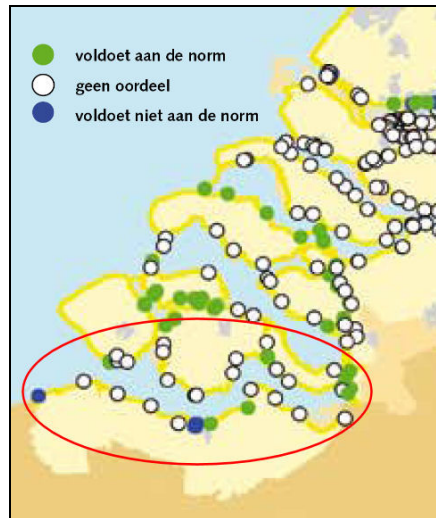 voldoet aan de norm
geen oordeel
voldoet niet aan de norm